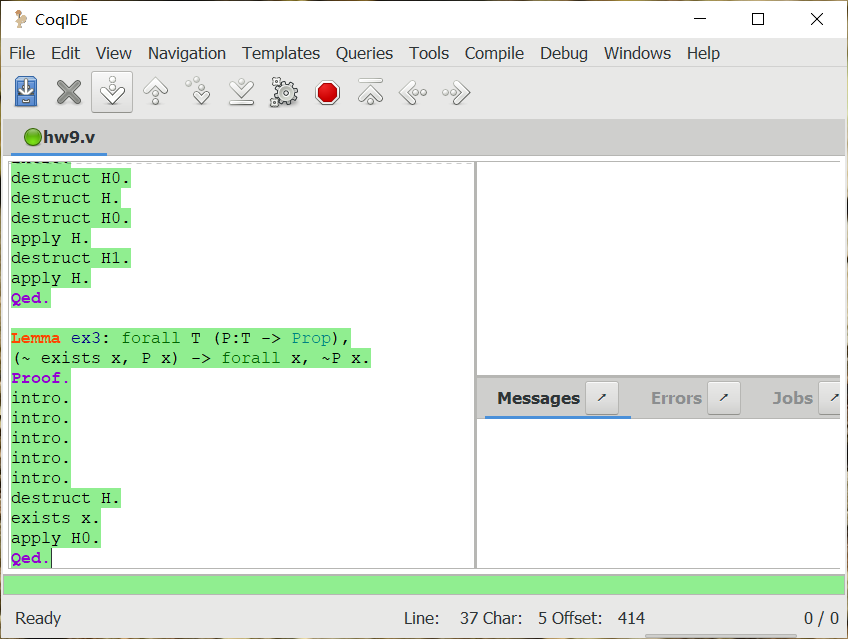 CoqIDE
File Edit View Navigation Templates Queries Tools Compile Debug Windows Help
hw9.v
destruct H0.
destruct H.
destruct H0.
apply H.
destruct H1.
apply H.
Qed.
Lemma ex3: forall T (P:T -> Prop),
(~ exists x, P x) -> forall x, ~P x.
Proof.
intro.
intro.
intro.
intro.
intro.
destruct H.
exists x.
apply H0.
Qed.
Messages Errors Jobs
Ready Line: 37 Char: 5 Offset: 414 0 / 0